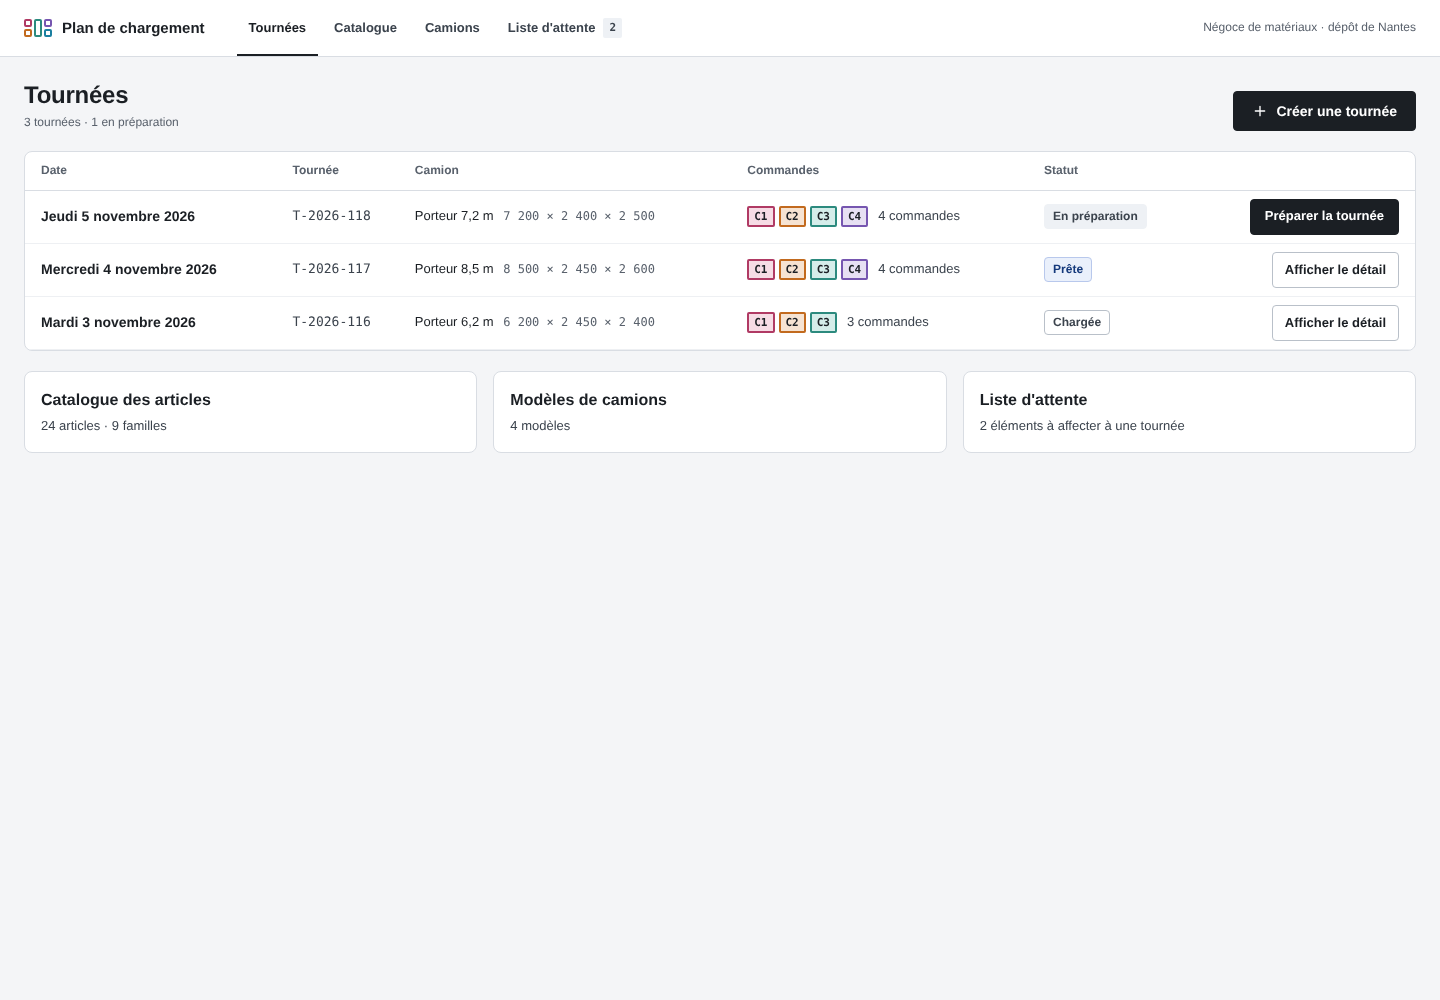 Plan de chargement
Tournées
Catalogue
Camions
Liste d'attente 2
Négoce de matériaux · dépôt de Nantes
Tournées
3 tournées · 1 en préparation
Créer une tournée
Date Tournée Camion Commandes Statut
Jeudi 5 novembre 2026 T-2026-118 Porteur 7,2 m 7 200 × 2 400 × 2 500 C1 C2 C3 C4 4 commandes En préparation Préparer la tournée
Mercredi 4 novembre 2026 T-2026-117 Porteur 8,5 m 8 500 × 2 450 × 2 600 C1 C2 C3 C4 4 commandes Prête Afficher le détail
Mardi 3 novembre 2026 T-2026-116 Porteur 6,2 m 6 200 × 2 450 × 2 400 C1 C2 C3 3 commandes Chargée Afficher le détail
Catalogue des articles
24 articles · 9 familles
Modèles de camions
4 modèles
Liste d'attente
2 éléments à affecter à une tournée